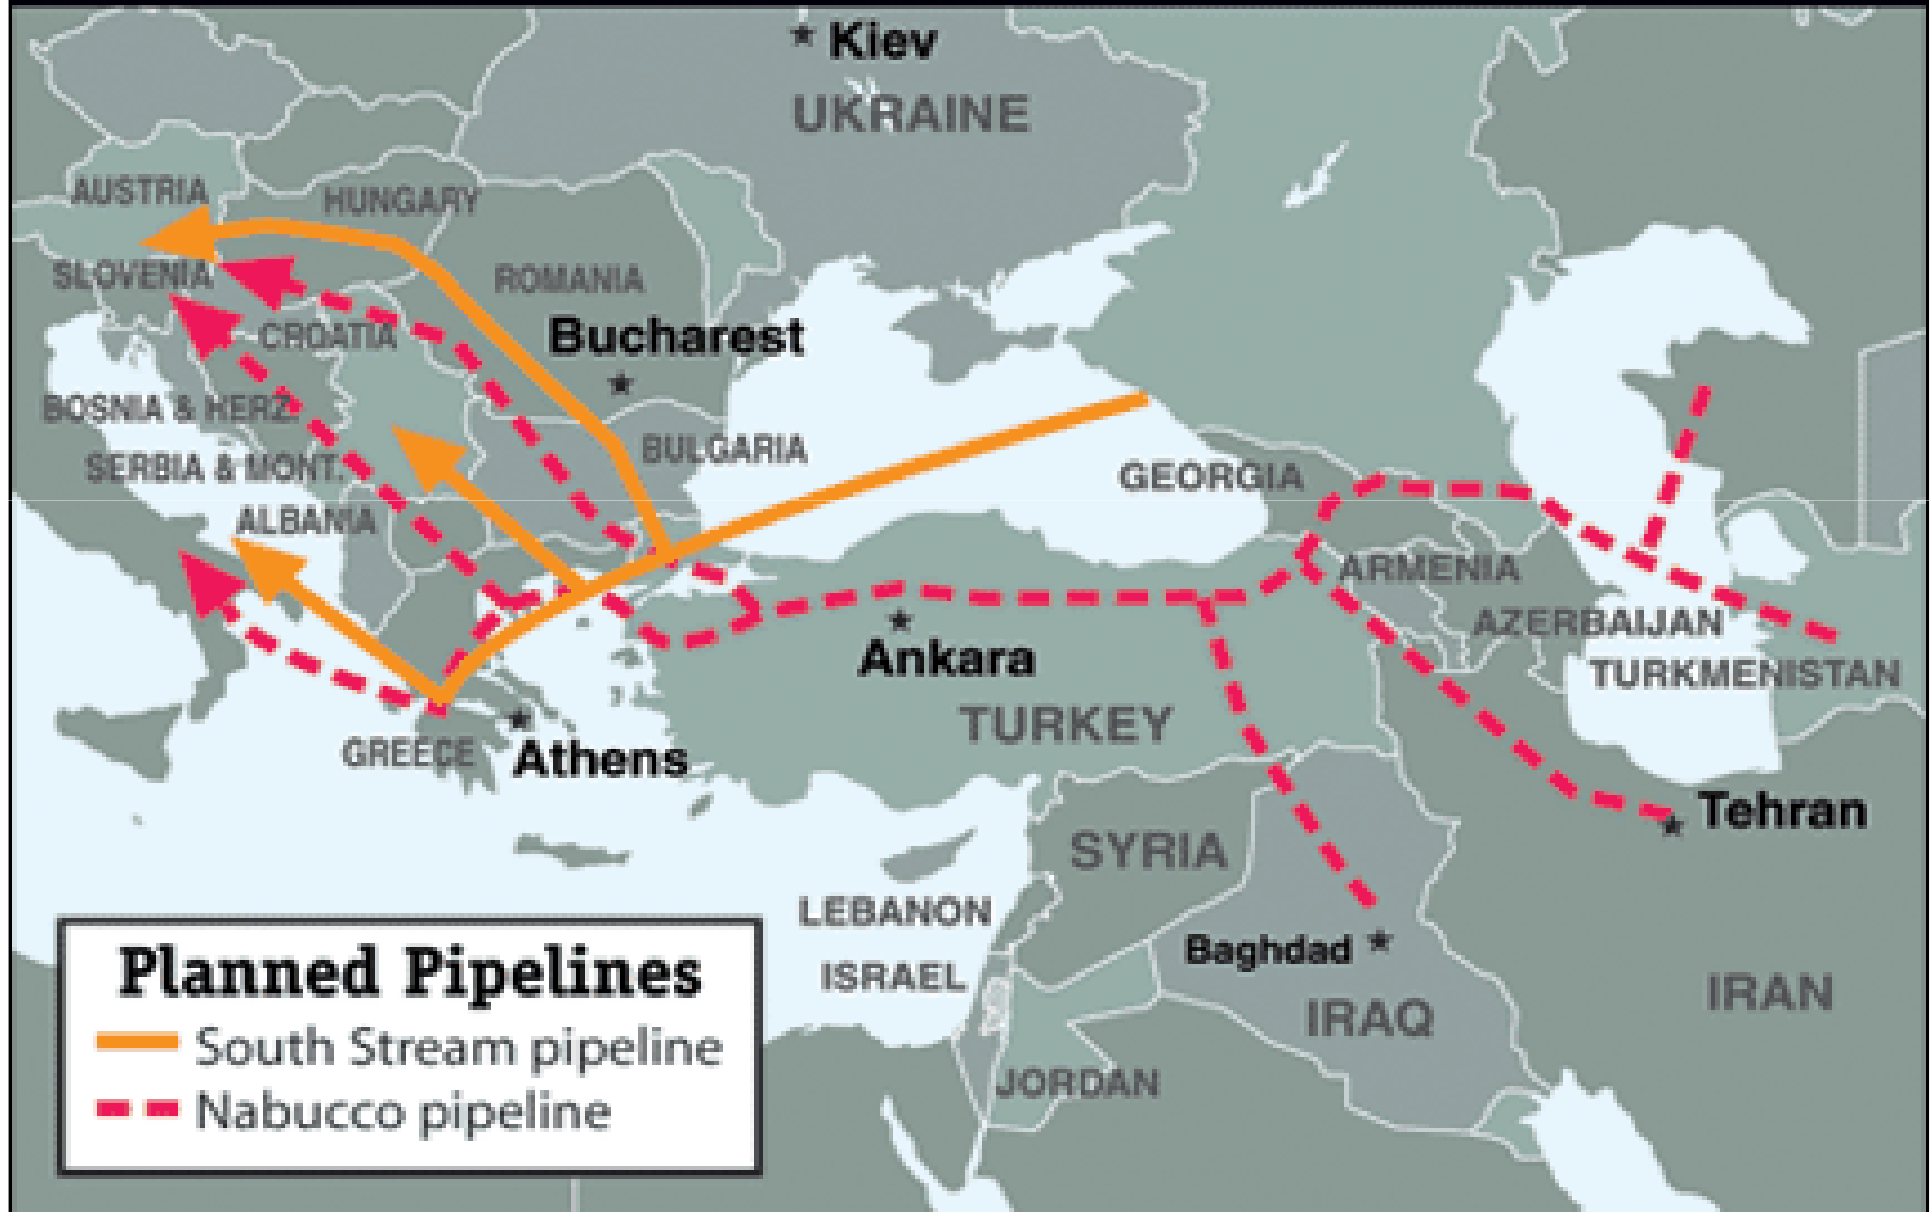 Kiev
UKRAINE
AUSTRIA
HUNGARY
SLOVENIA
ROMANIA
CROATIA
Bucharest
BOSNIA & HERZ.
BULGARIA
SERBIA & MONT.
GEORGIA
ALBANIA
ARMENIA
AZERBAIJAN
Ankara
TURKMENISTAN
TURKEY
GREECE
Athens
Tehran
SYRIA
LEBANON
Baghdad
ISRAEL
IRAN
IRAQ
JORDAN
Planned Pipelines
South Stream pipeline
Nabucco pipeline